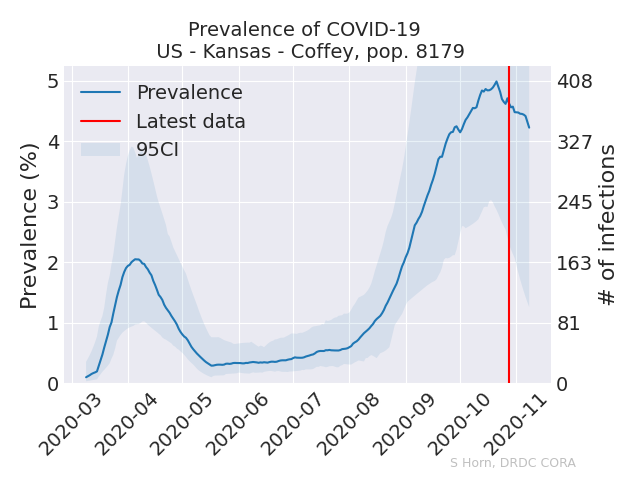 Prevalence of COVID-19
US - Kansas - Coffey, pop. 8179
Prevalence
Latest data
95CI
Prevalence (%)
5
4
3
2
1
0
408
327
245
163
81
0
# of infections
2020-03
2020-04
2020-05
2020-06
2020-07
2020-08
2020-09
2020-10
2020-11
S Horn, DRDC CORA